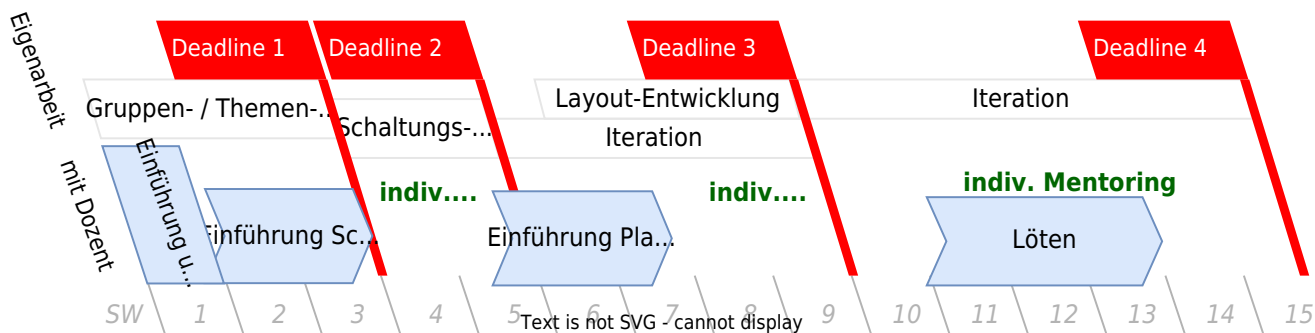 Eigenarbeit
Deadline 1
Deadline 2
Deadline 3
Deadline 4
Gruppen- / Themen-...
Schaltungs-...
Layout-Entwicklung
Iteration
Iteration
mit Dozent
Einführung u...
Einführung Sc...
indiv....
Einführung Pla...
indiv....
indiv. Mentoring
Löten
SW 1 2 3 4 5 6 7 8 9 10 11 12 13 14 15
Text is not SVG - cannot display